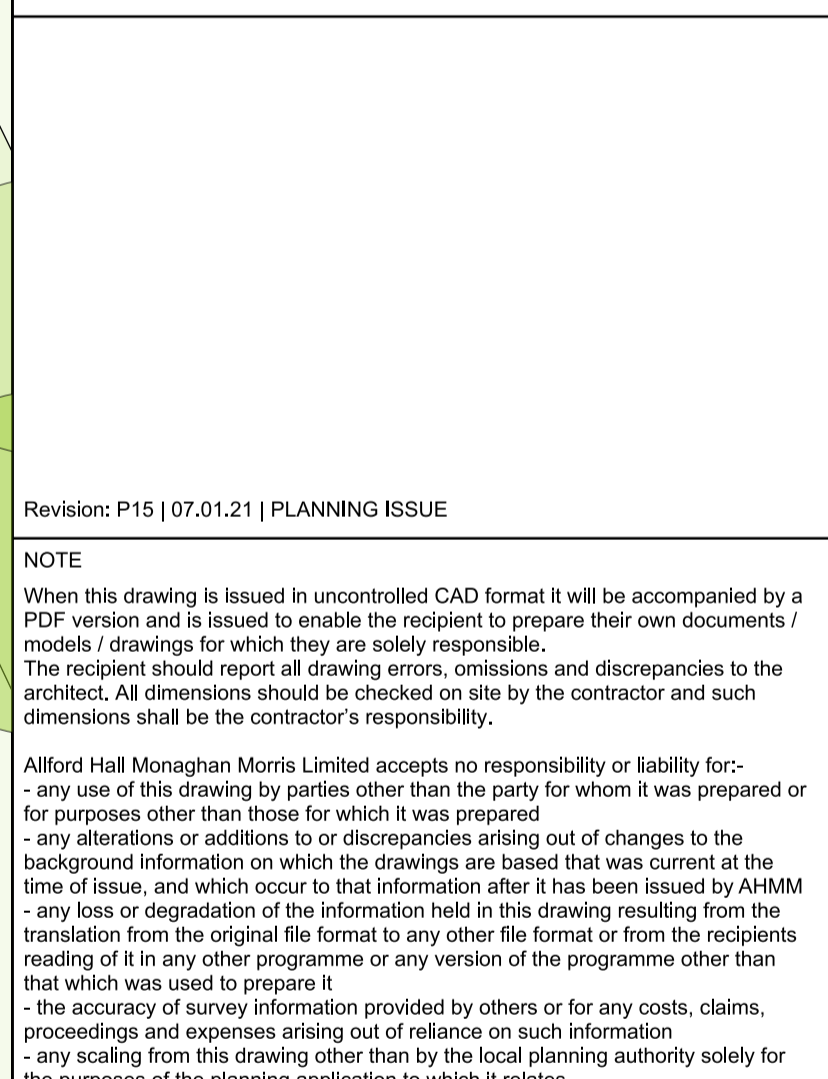 Revision: P15 | 07.01.21 | PLANNING ISSUE
NOTE
When this drawing is issued in uncontrolled CAD format it will be accompanied by a
PDF version and is issued to enable the recipient to prepare their own documents /
models / drawings for which they are solely responsible.
The recipient should report all drawing errors, omissions and discrepancies to the
architect. All dimensions should be checked on site by the contractor and such
dimensions shall be the contractor’s responsibility.
Allford Hall Monaghan Morris Limited accepts no responsibility or liability for:-
- any use of this drawing by parties other than the party for whom it was prepared or
for purposes other than those for which it was prepared
- any alterations or additions to or discrepancies arising out of changes to the
background information on which the drawings are based that was current at the
time of issue, and which occur to that information after it has been issued by AHMM
- any loss or degradation of the information held in this drawing resulting from the
translation from the original file format to any other file format or from the recipients
reading of it in any other programme or any version of the programme other than
that which was used to prepare it
- the accuracy of survey information provided by others or for any costs, claims,
proceedings and expenses arising out of reliance on such information
- any scaling from this drawing other than by the local planning authority solely for
the purposes of the planning application to which it relates